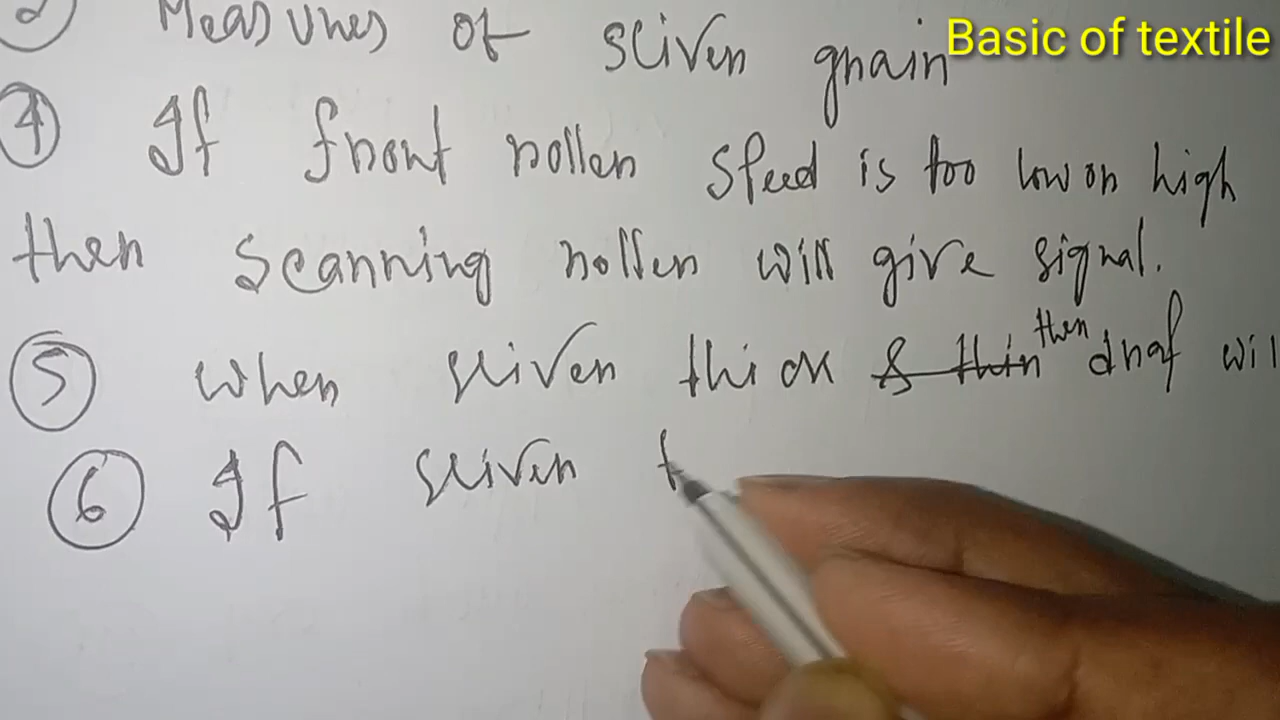 Measures of sliver grain
Basic of textile
④ If front roller speed is too low or high
then scanning roller will give signal.
⑤ When sliver thick & thin then draf wil
⑥ If sliver t